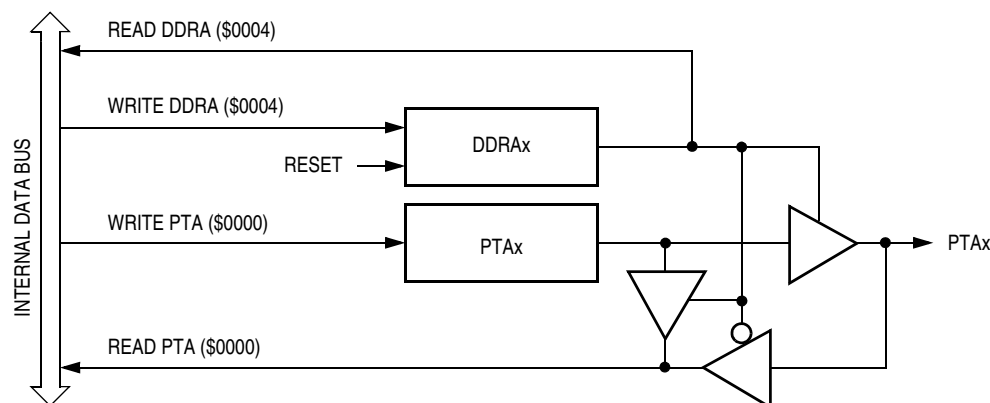 READ DDRA ($0004)
WRITE DDRA ($0004)
DDRAx
RESET
INTERNAL DATA BUS
WRITE PTA ($0000)
PTAx
PTAx
READ PTA ($0000)